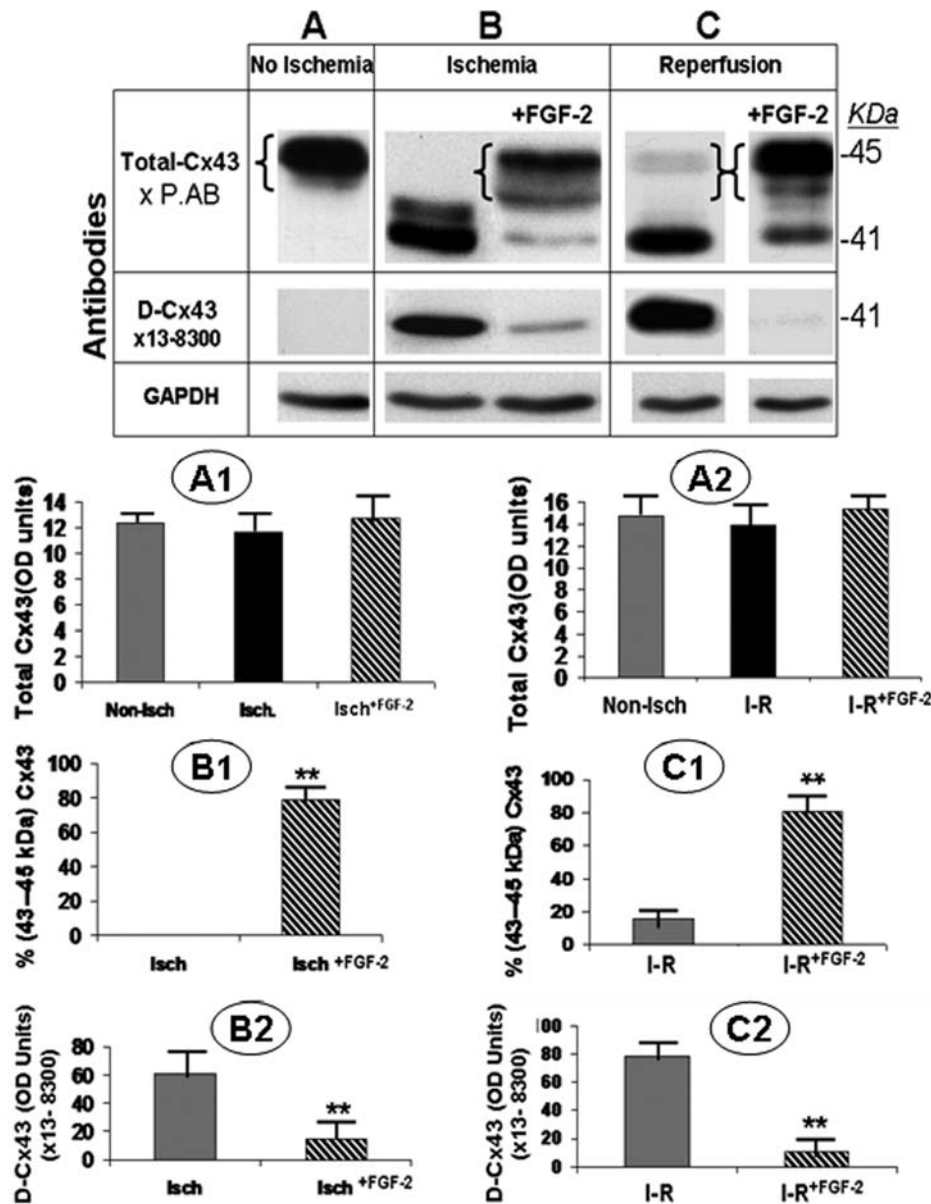 A B C
No Ischemia Ischemia Reperfusion
+FGF-2 +FGF-2 KDa
Antibodies
Total-Cx43
x P.AB
-45
-41
D-Cx43
x13-8300
-41
GAPDH
A1
Total Cx43(OD units)
14
12
10
8
6
4
2
0
Non-Isch Isch. Isch+FGF-2
A2
Total Cx43(OD units)
16
14
12
10
8
6
4
2
0
Non-Isch I-R I-R+FGF-2
B1
% (43–45 kDa) Cx43
100
80
60
40
20
0
**
Isch Isch +FGF-2
C1
% (43–45 kDa) Cx43
100
80
60
40
20
0
**
I-R I-R+FGF-2
B2
D-Cx43 (OD Units)
(x13- 8300)
80
60
40
20
0
**
Isch Isch +FGF-2
C2
D-Cx43 (OD Units)
(x13-8300)
00
80
60
40
20
0
**
I-R I-R+FGF-2